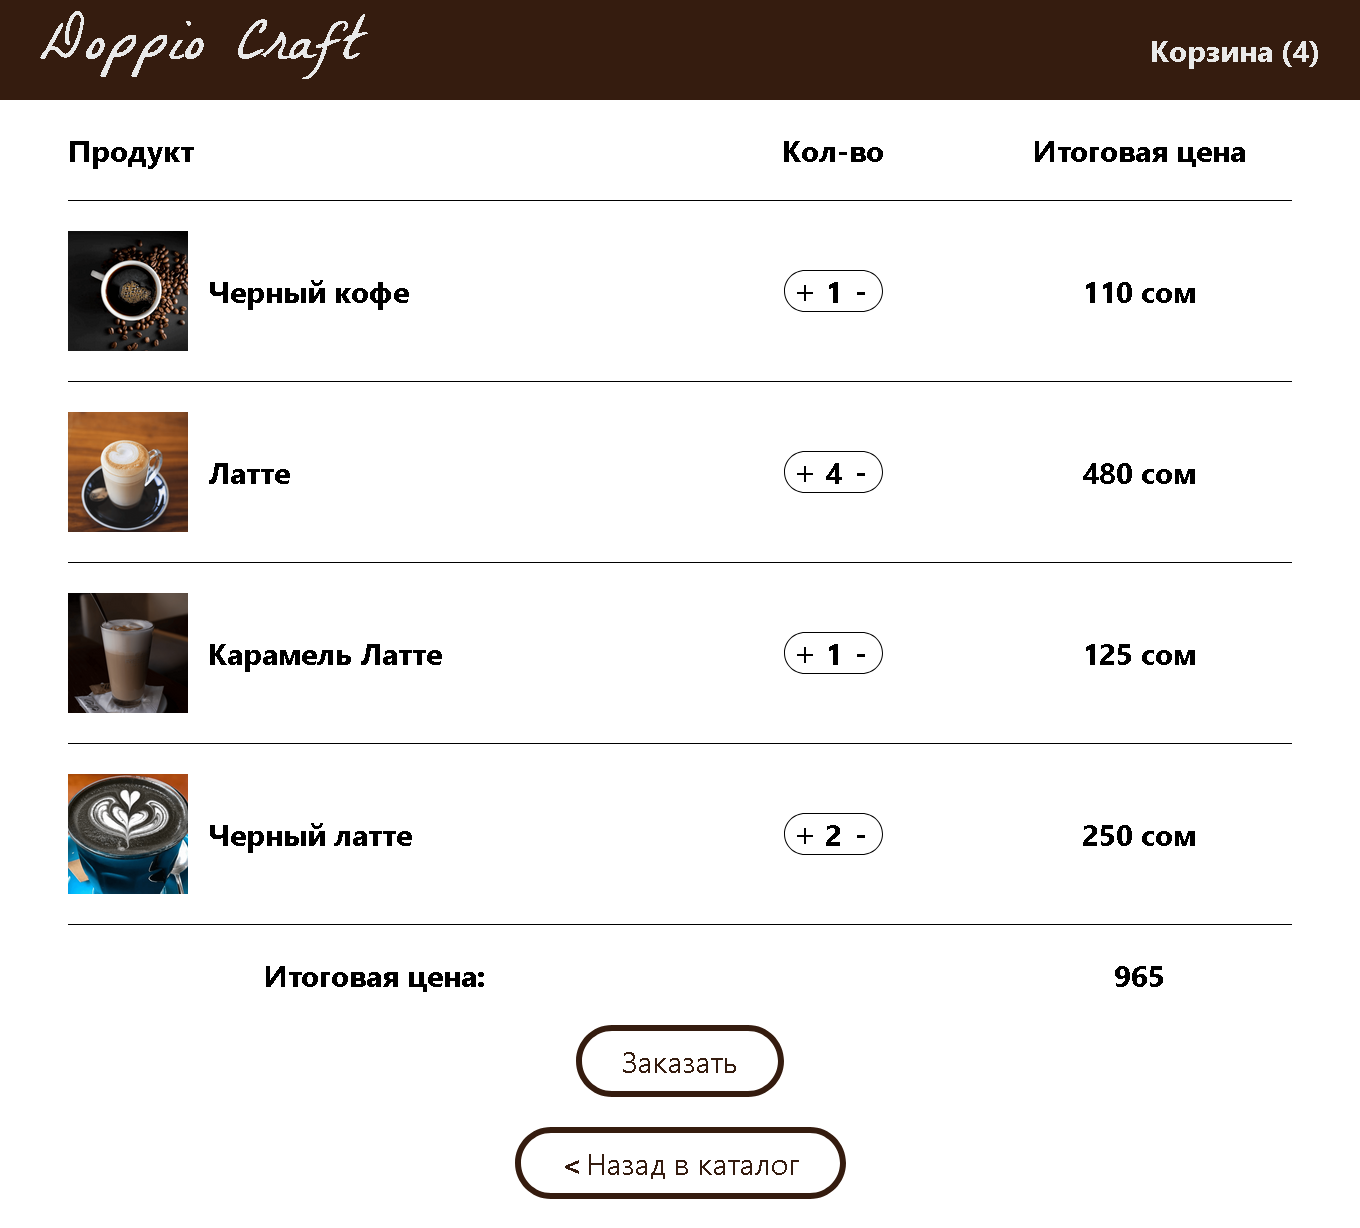 Doppio Craft
Корзина (4)
Продукт Кол-во Итоговая цена
Черный кофе + 1 - 110 сом
Латте + 4 - 480 сом
Карамель Латте + 1 - 125 сом
Черный латте + 2 - 250 сом
Итоговая цена: 965
Заказать
< Назад в каталог